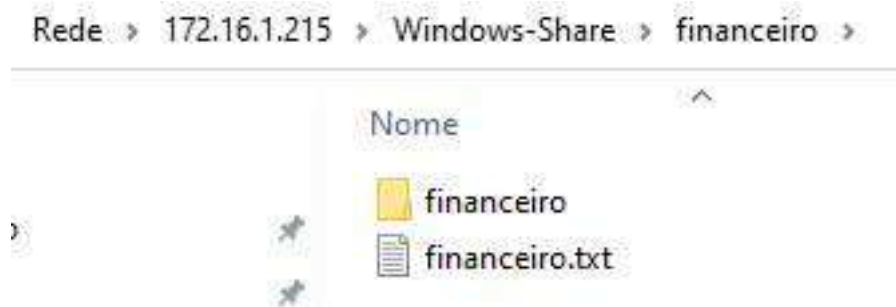 Rede > 172.16.1.215 > Windows-Share > financeiro >
Nome
financeiro
financeiro.txt